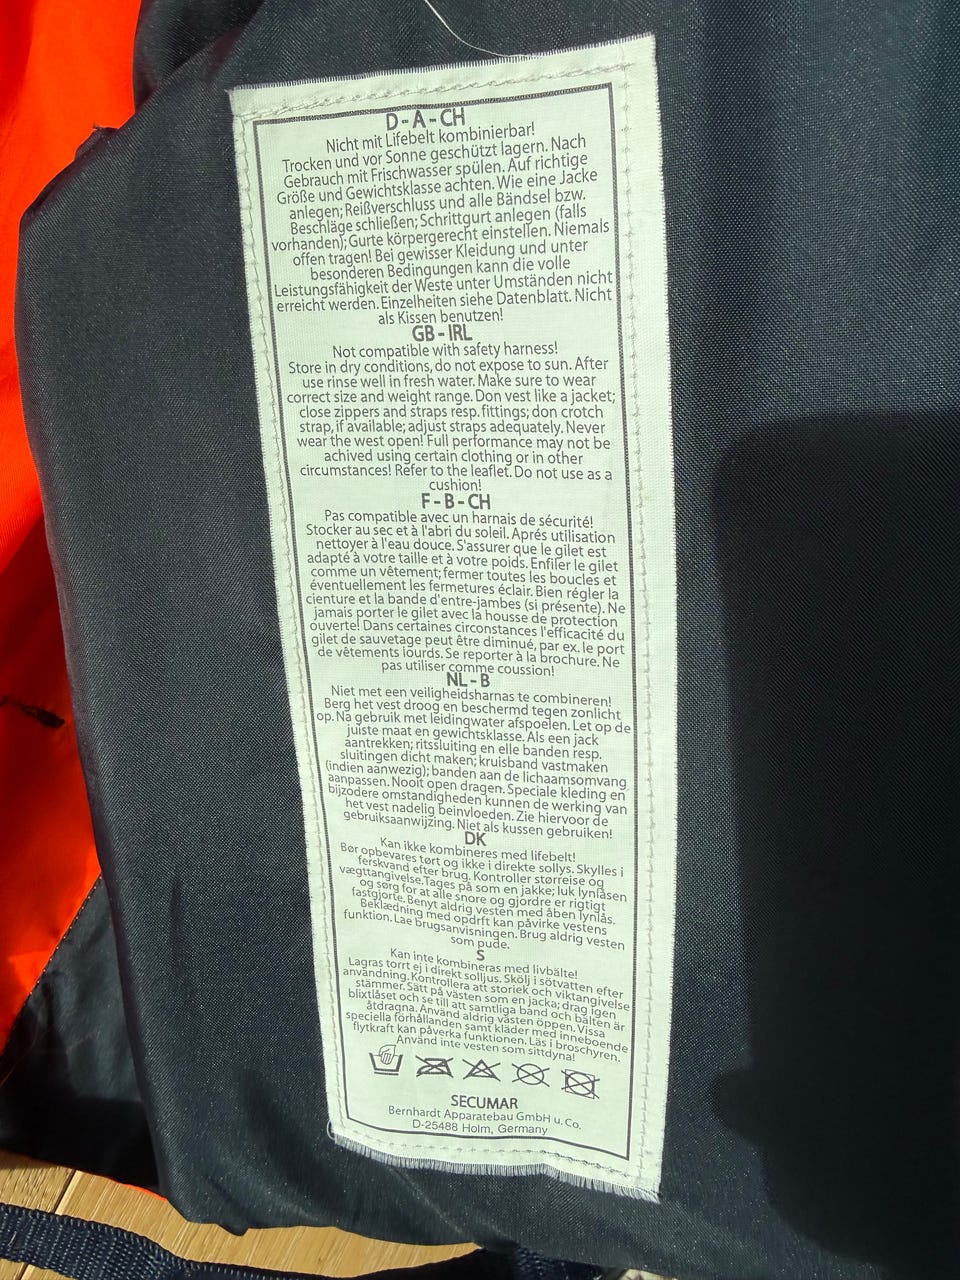 D - A - CH
Nicht mit Lifebelt kombinierbar!
Trocken und vor Sonne geschützt lagern. Nach
Gebrauch mit Frischwasser spülen. Auf richtige
Größe und Gewichtsklasse achten. Wie eine Jacke
anlegen; Reißverschluss und alle Bändsel bzw.
Beschläge schließen; Schrittgurt anlegen (falls
vorhanden); Gurte körpergerecht einstellen. Niemals
offen tragen! Bei gewisser Kleidung und unter
besonderen Bedingungen kann die volle
Leistungsfähigkeit der Weste unter Umständen nicht
erreicht werden. Einzelheiten siehe Datenblatt. Nicht
als Kissen benutzen!
GB - IRL
Not compatible with safety harness!
Store in dry conditions, do not expose to sun. After
use rinse well in fresh water. Make sure to wear
correct size and weight range. Don vest like a jacket;
close zippers and straps resp. fittings; don crotch
strap, if available; adjust straps adequately. Never
wear the west open! Full performance may not be
achived using certain clothing or in other
circumstances! Refer to the leaflet. Do not use as a
cushion!
F - B - CH
Pas compatible avec un harnais de sécurité!
Stocker au sec et à l'abri du soleil. Aprés utilisation
nettoyer à l'eau douce. S'assurer que le gilet est
adapté à votre taille et à votre poids. Enfiler le gilet
comme un vêtement; fermer toutes les boucles et
éventuellement les fermetures éclair. Bien régler la
cienture et la bande d'entre-jambes (si présente). Ne
jamais porter le gilet avec la housse de protection
ouverte! Dans certaines circonstances l'efficacité du
gilet de sauvetage peut être diminué, par ex. le port
de vêtements lourds. Se reporter à la brochure. Ne
pas utiliser comme coussion!
NL - B
Niet met een veiligheidsharnas te combineren!
Berg het vest droog en beschermd tegen zonlicht
op. Na gebruik met leidingwater afspoelen. Let op de
juiste maat en gewichtsklasse. Als een jack
aantrekken; ritssluiting en elle banden resp.
sluitingen dicht maken; kruisband vastmaken
(indien aanwezig); banden aan de lichaamsomvang
aanpassen. Nooit open dragen. Speciale kleding en
bijzodere omstandigheden kunnen de werking van
het vest nadelig beinvloeden. Zie hiervoor de
gebruiksaanwijzing. Niet als kussen gebruiken!
DK
Kan ikke kombineres med lifebelt!
Bør opbevares tørt og ikke i direkte sollys. Skylles i
ferskvand efter brug. Kontroller størreise og
vægttangivelse.Tages på som en jakke; luk lynlåsen
og sørg for at alle snore og gjordre er rigtigt
fastgjorte. Benyt aldrig vesten med åben lynlås.
Beklædning med opdrft kan påvirke vestens
funktion. Lae brugsanvisningen. Brug aldrig vesten
som pude.
S
Kan inte kombineras med livbälte!
Lagras torrt ej i direkt solljus. Skölj i sötvatten efter
användning. Kontrollera att storiek och viktangivelse
stämmer. Sätt på västen som en jacka; drag igen
blixtlåset och se till att samtliga band och bälten är
åtdragna. Använd aldrig västen öppen. Vissa
speciella förhållanden samt kläder med inneboende
flytkraft kan påverka funktionen. Läs i broschyren.
Använd inte vesten som sittdyna!
SECUMAR
Bernhardt Apparatebau GmbH u. Co.
D-25488 Holm, Germany